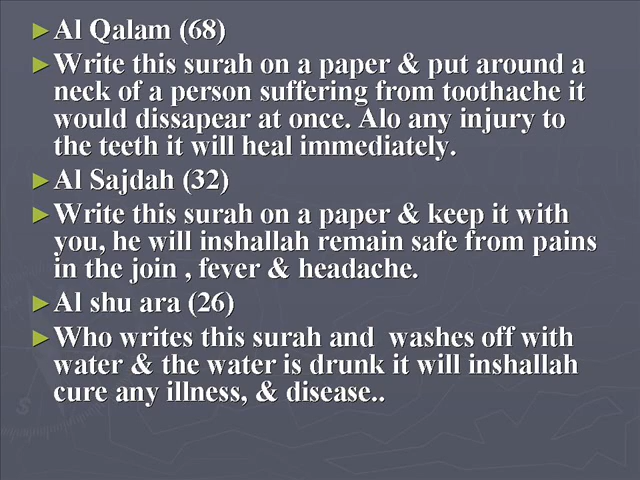 ► Al Qalam (68)
► Write this surah on a paper & put around a
neck of a person suffering from toothache it
would dissapear at once. Alo any injury to
the teeth it will heal immediately.
► Al Sajdah (32)
► Write this surah on a paper & keep it with
you, he will inshallah remain safe from pains
in the join , fever & headache.
► Al shu ara (26)
► Who writes this surah and  washes off with
water & the water is drunk it will inshallah
cure any illness, & disease..